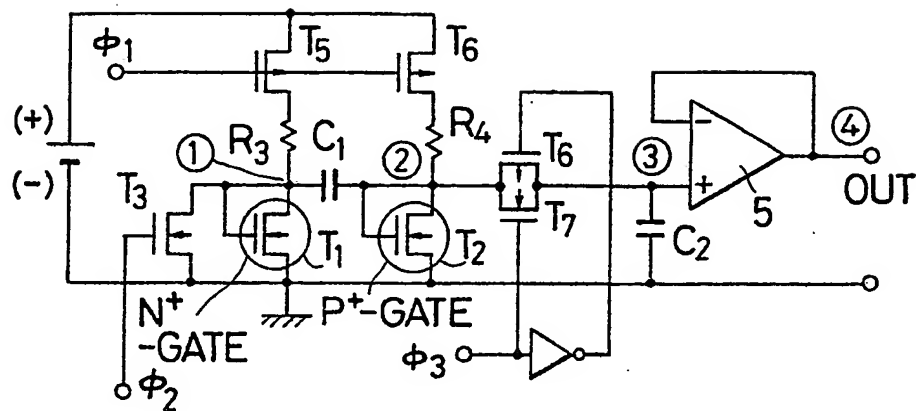 ϕ1
T5
T6
(+)
(-)
R3
C1
R4
①
②
T6
③
④
T3
T1
T2
T7
+
-
5
OUT
C2
N+
-GATE
P+-GATE
ϕ3
ϕ2